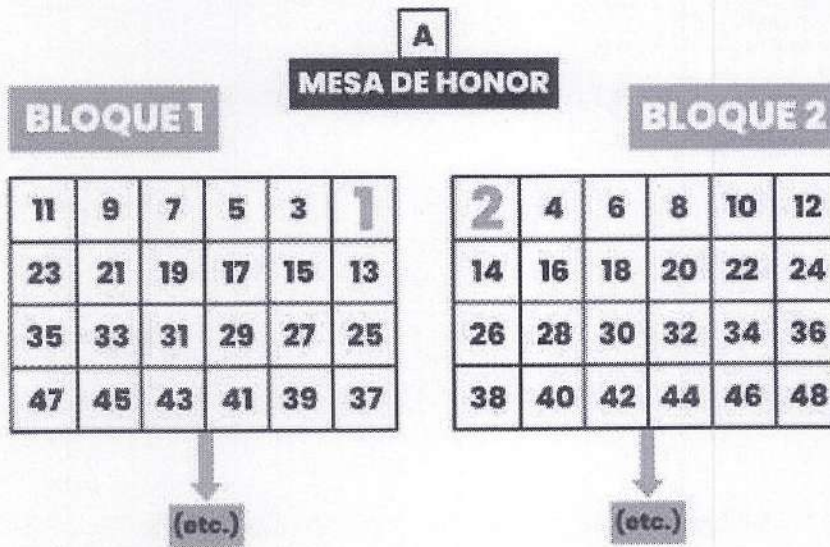 A
MESA DE HONOR
BLOQUE 1
BLOQUE 2
11 9 7 5 3 1
23 21 19 17 15 13
35 33 31 29 27 25
47 45 43 41 39 37
(etc.)
2 4 6 8 10 12
14 16 18 20 22 24
26 28 30 32 34 36
38 40 42 44 46 48
(etc.)